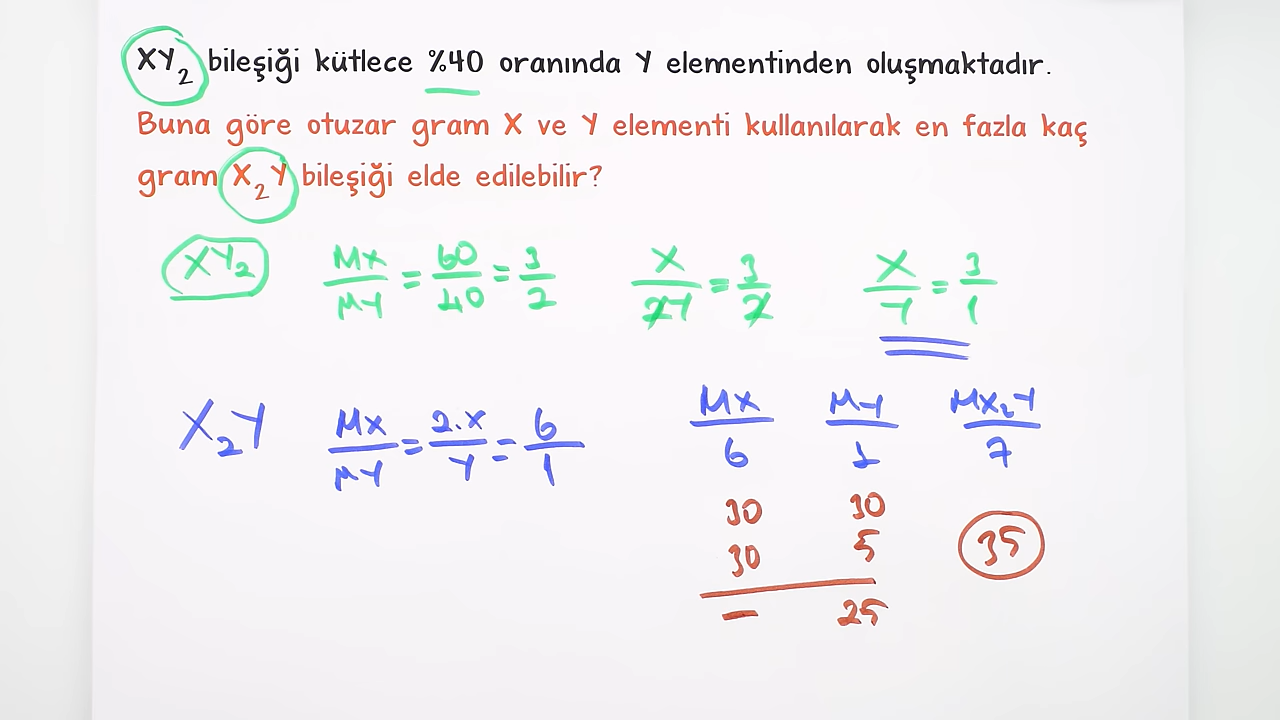 XY₂ bileşiği kütlece %40 oranında Y elementinden oluşmaktadır.
Buna göre otuzar gram X ve Y elementi kullanılarak en fazla kaç
gram X₂Y bileşiği elde edilebilir?
XY₂ MX/MY = 60/40 = 3/2 X/2Y = 3/2 X/Y = 3/1
X₂Y MX/MY = 2.X/Y = 6/1
MX MY MX₂Y
6 1 7
30 30
30 5 35
— 25